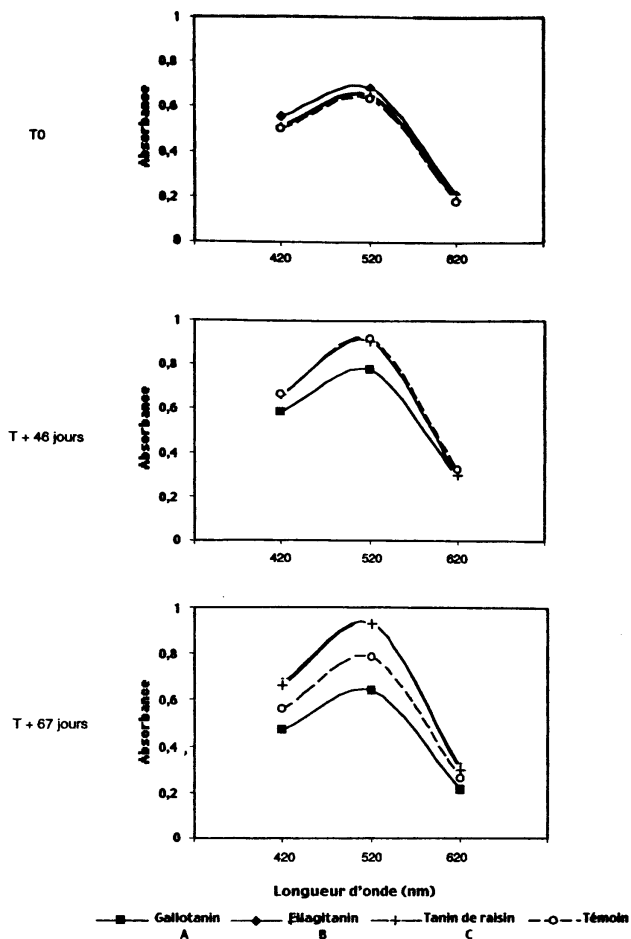 1
0,8
0,6
0,4
0,2
0
Absorbance
T0
420 520 620
1
0,8
0,6
0,4
0,2
0
Absorbance
T + 46 jours
420 520 620
1
0,8
0,6
0,4
0,2
0
Absorbance
T + 67 jours
420 520 620
Longueur d'onde (nm)
Gallotanin Ellagitanin Tanin de raisin Témoin
A B C